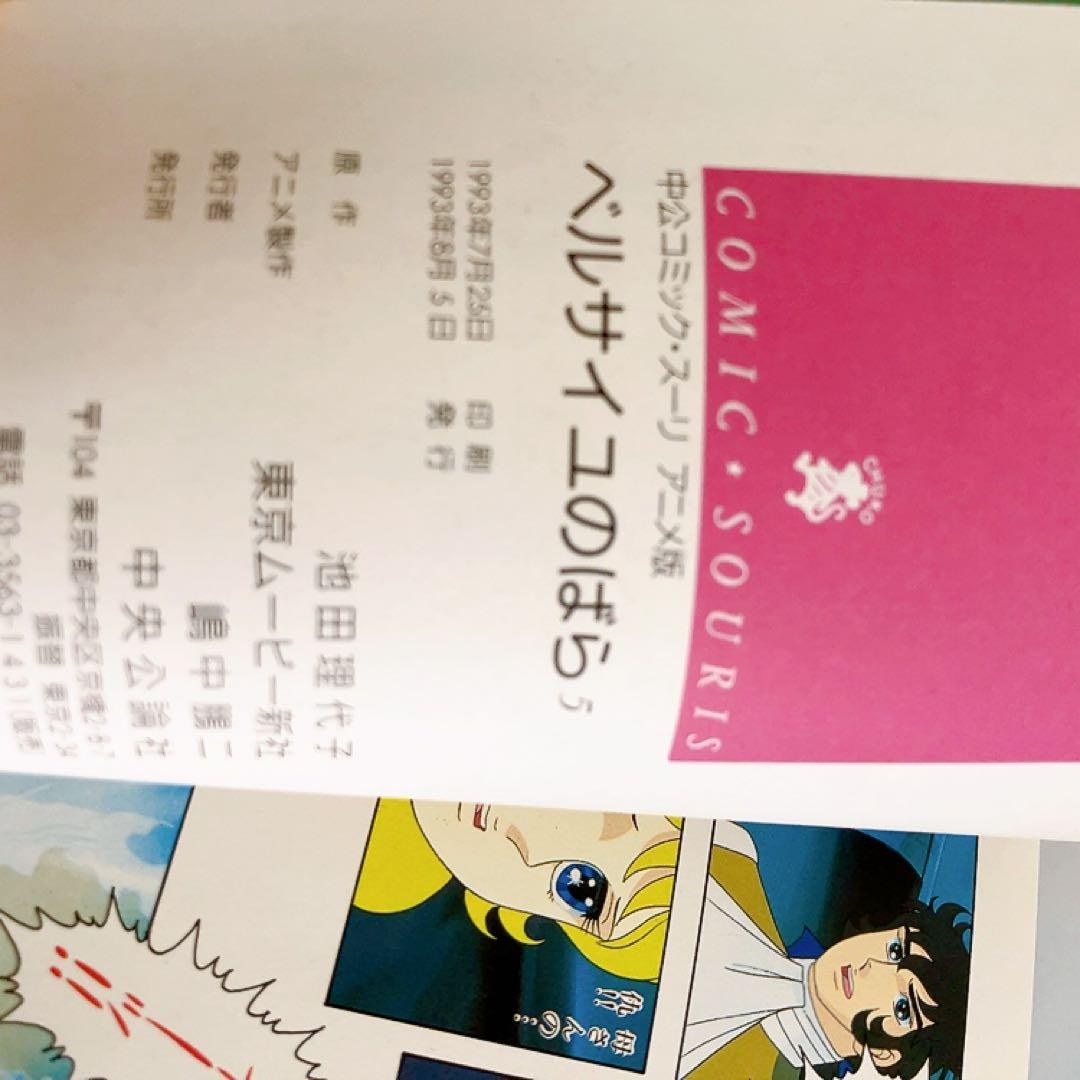 COMIC★SOURIS
CHUKO
中公コミック・スーリ アニメ版
ベルサイユのばら 5
1993年7月25日 印刷
1993年8月5日 発行
原作 池田理代子
アニメ製作 東京ムービー新社
発行者 嶋中鵬二
発行所 中央公論社
〒104 東京都中央区京橋2-8-7
振替 東京2-34
電話 03-3563-1431(販売
母さんの……
仇!!